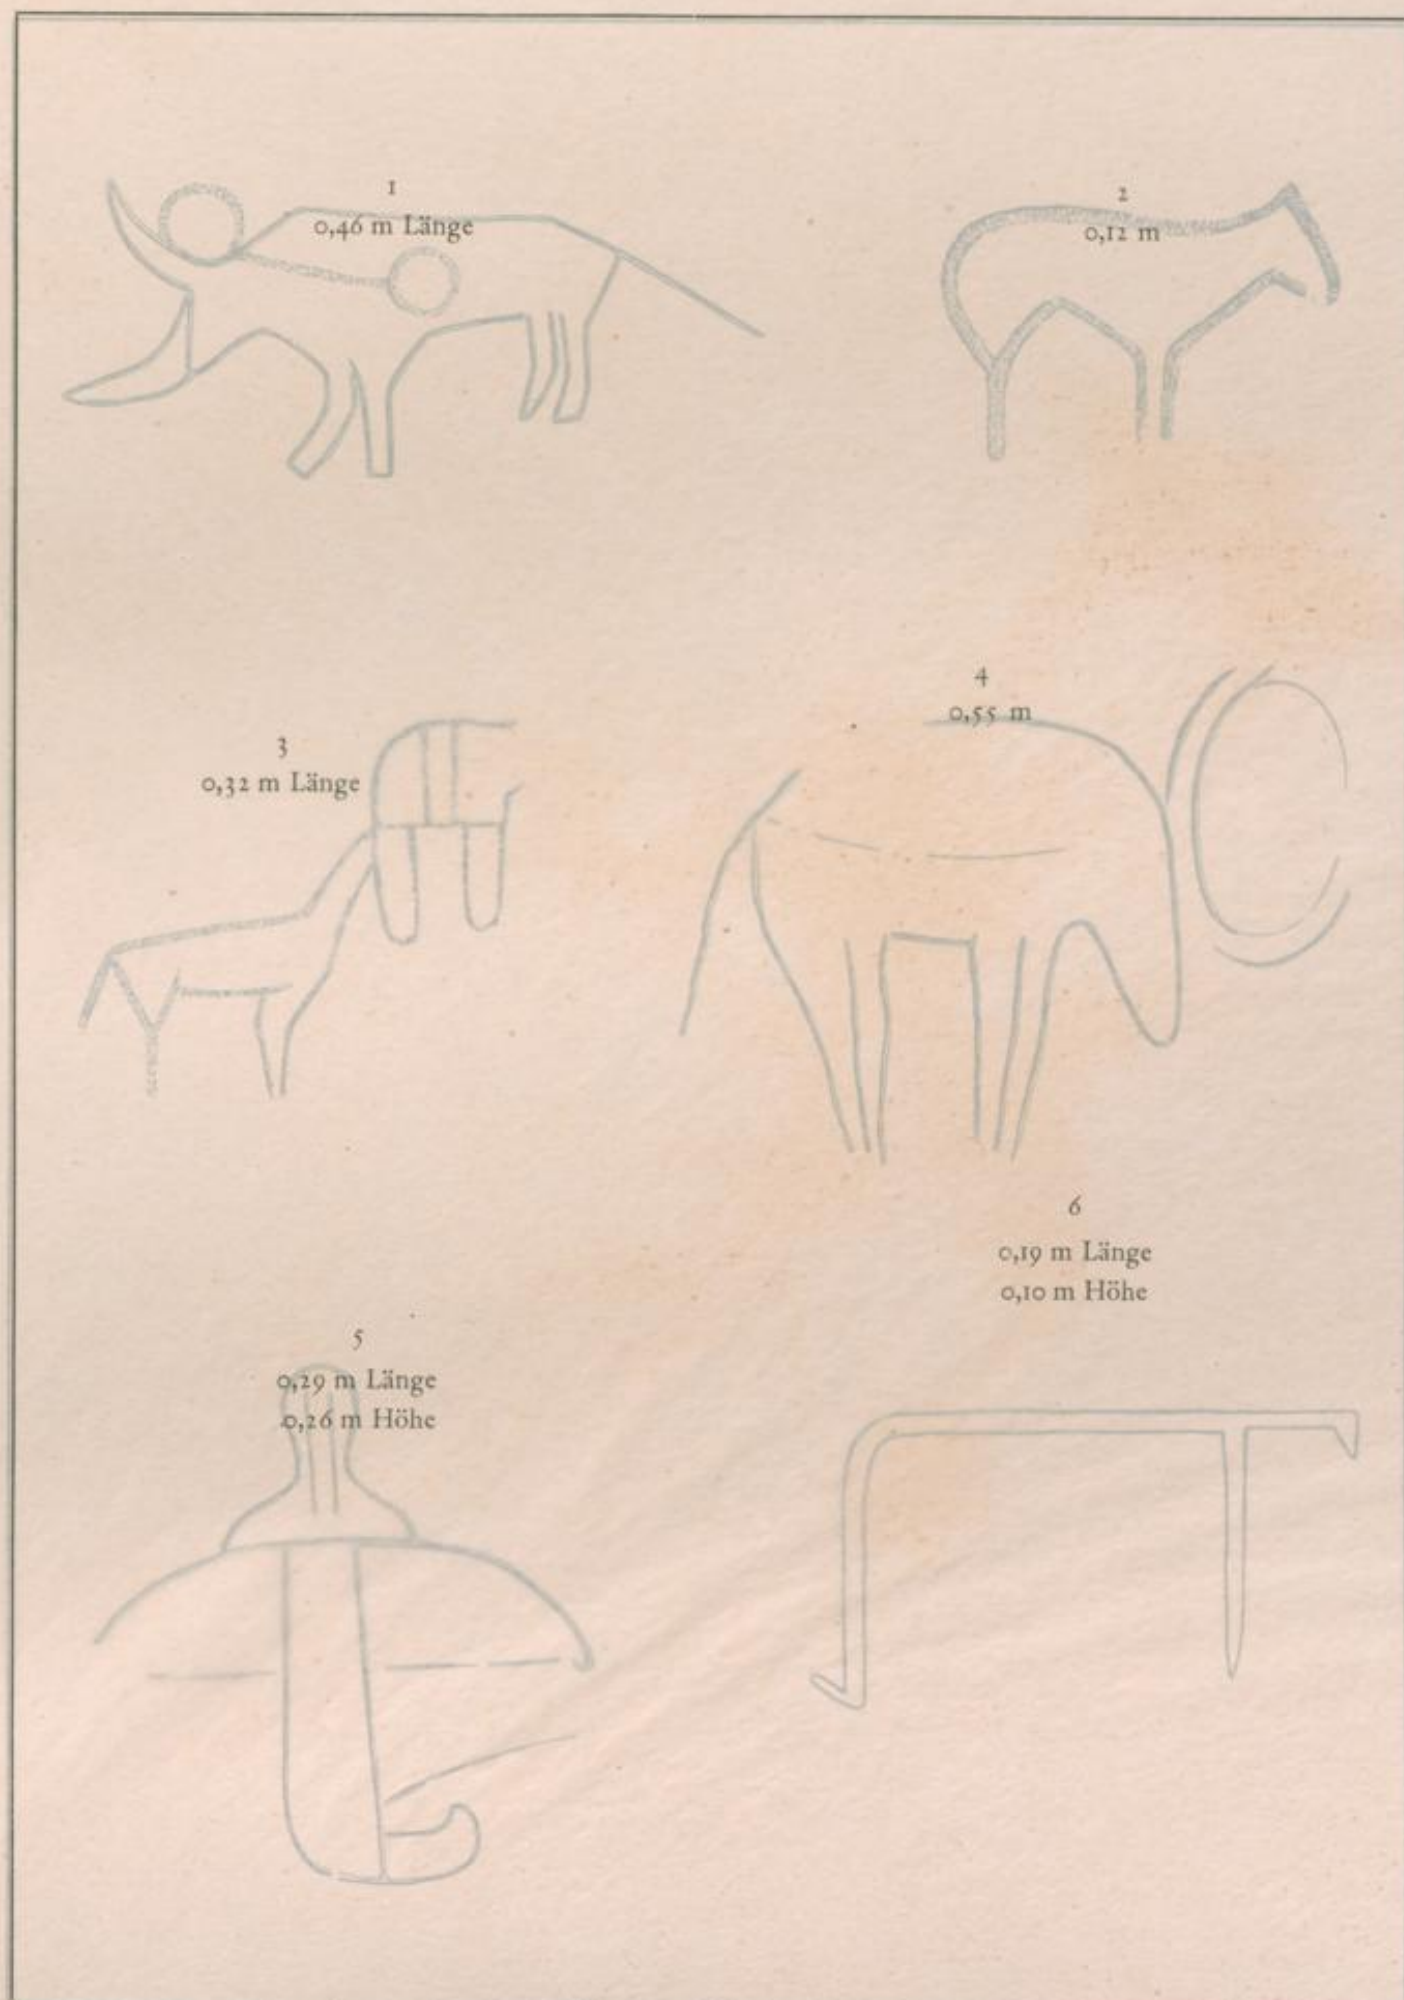 1
0,46 m Länge
2
0,12 m
3
0,32 m Länge
4
0,55 m
5
0,29 m Länge
0,26 m Höhe
6
0,19 m Länge
0,10 m Höhe